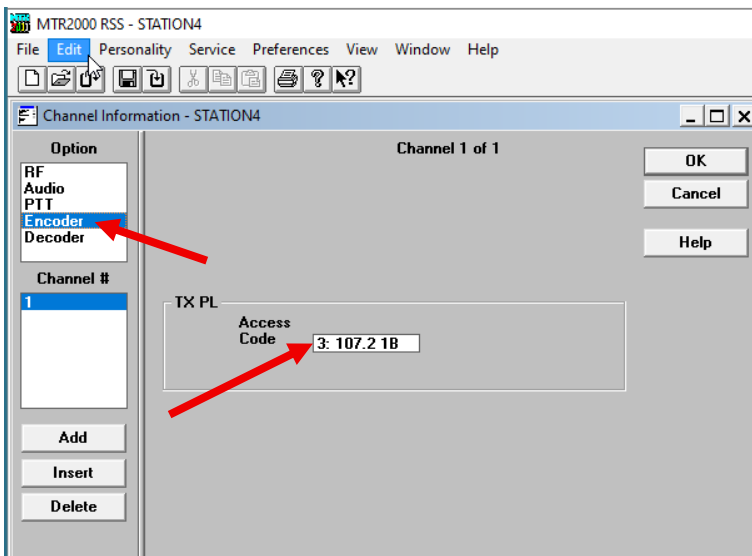 MTR2000 RSS - STATION4
File Edit Personality Service Preferences View Window Help
Channel Information - STATION4
Option
RF
Audio
PTT
Encoder
Decoder
Channel #
1
Add
Insert
Delete
Channel 1 of 1
TX PL
Access
Code
3: 107.2 1B
OK
Cancel
Help